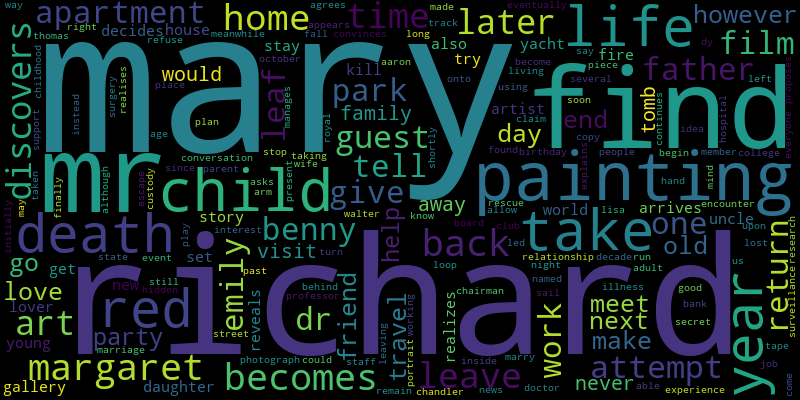 way apartment home time later life however
thomas right decides house appears agrees meanwhile long made track eventually
discovers childhood refuse stay convinces also yacht fire say film
mary find
support instead surgery realises place would leaf manages october kill aaron park onto try living become several piece father left
plan royal family artist using soon tomb continues hospital proposes everyone
age guest day claim end copy idea dy
mr child conversation stop taking wife tell shortly found birthday people begin member college
taken finally although escape custody since parent asks arm present give away rescue allow explains hand mind painting
may death story walter know world lisa arrives encounter take one uncle upon
initially play interest benny help back board club led relationship decade old run lost research
go state event set visit turn night adult us return surveillance
get still emily past loop richard
love new hidden reveals behind friend travel realizes chairman named illness good year
lover red professor dr sail work meet bank
art party street leaving working portrait next secret tape
young marriage photograph could staff inside marry make attempt job
margaret becomes leave never able come
gallery daughter remain chandler news doctor experience